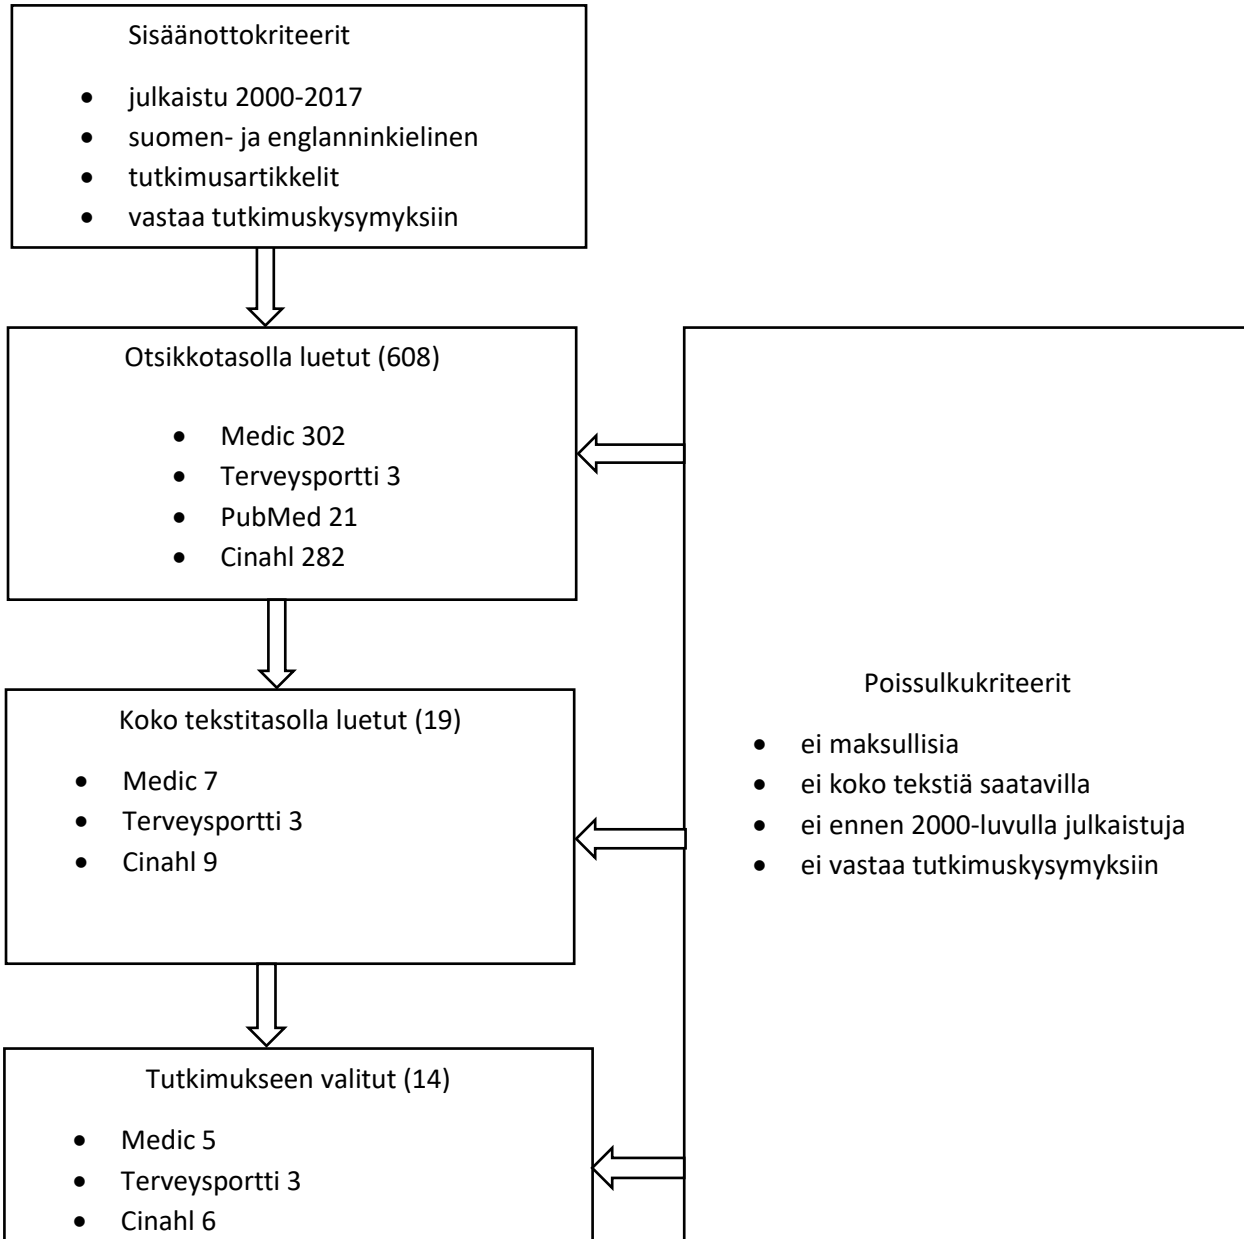 Sisäänottokriteerit
• julkaistu 2000-2017
• suomen- ja englanninkielinen
• tutkimusartikkelit
• vastaa tutkimuskysymyksiin
Otsikkotasolla luetut (608)
• Medic 302
• Terveysportti 3
• PubMed 21
• Cinahl 282
Koko tekstitasolla luetut (19)
• Medic 7
• Terveysportti 3
• Cinahl 9
Tutkimukseen valitut (14)
• Medic 5
• Terveysportti 3
• Cinahl 6
Poissulkukriteerit
• ei maksullisia
• ei koko tekstiä saatavilla
• ei ennen 2000-luvulla julkaistuja
• ei vastaa tutkimuskysymyksiin